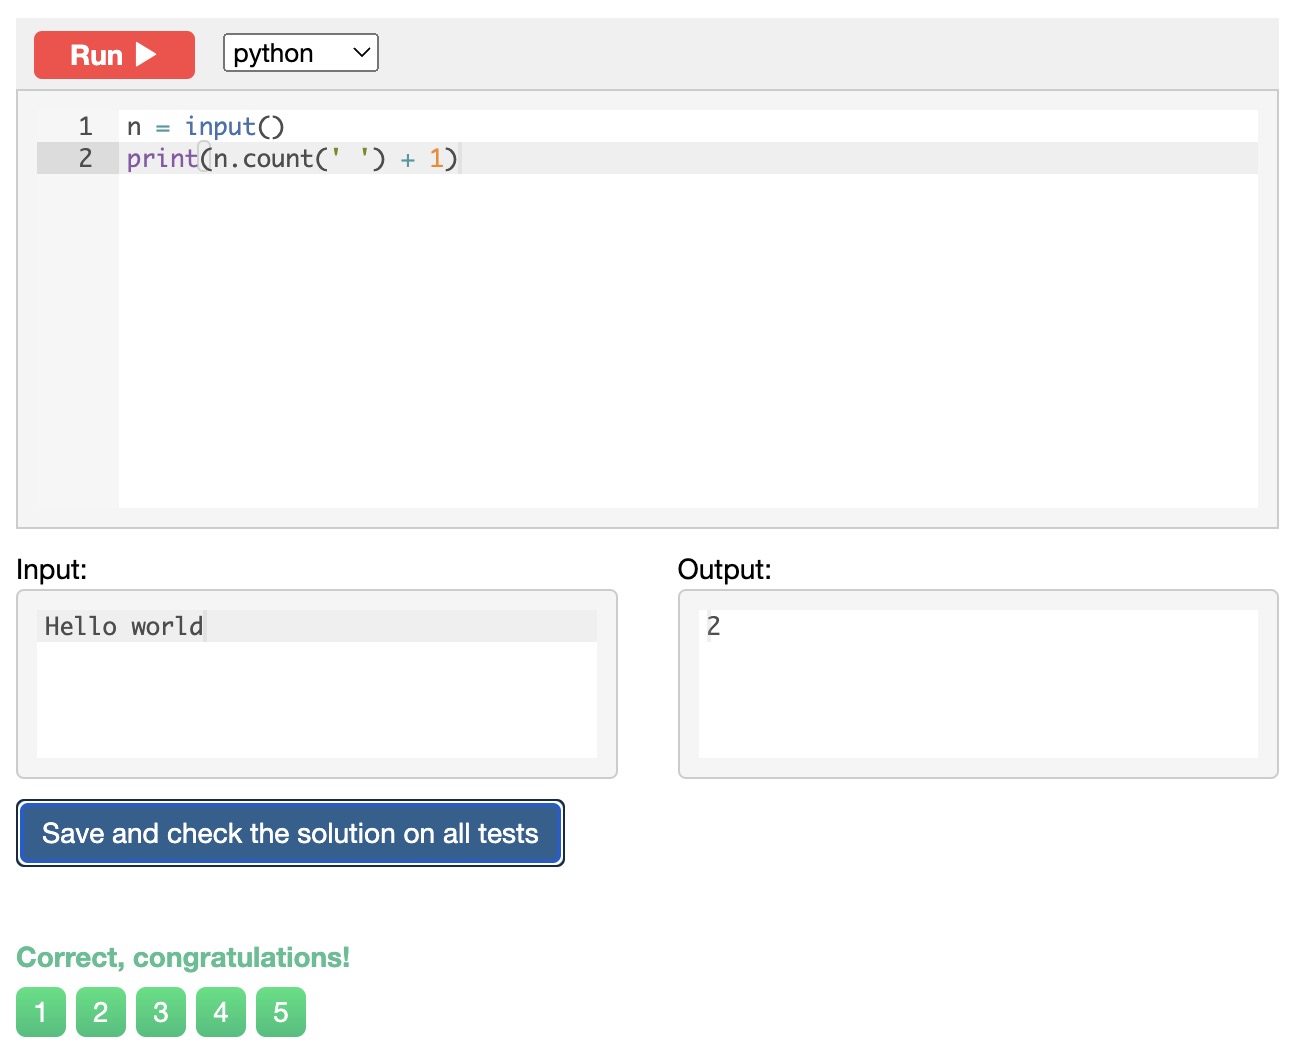 Run python
1 n = input()
2 print(n.count(' ') + 1)
Input:
Hello world
Output:
2
Save and check the solution on all tests
Correct, congratulations!
1 2 3 4 5